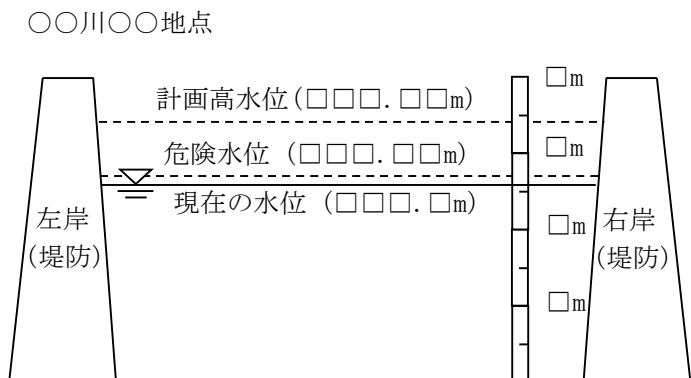 ○○川○○地点
□m
計画高水位(□□□.□□m)
危険水位 (□□□.□□m)
□m
現在の水位 (□□□.□m)
左岸
(堤防)
□m
右岸
(堤防)
□m